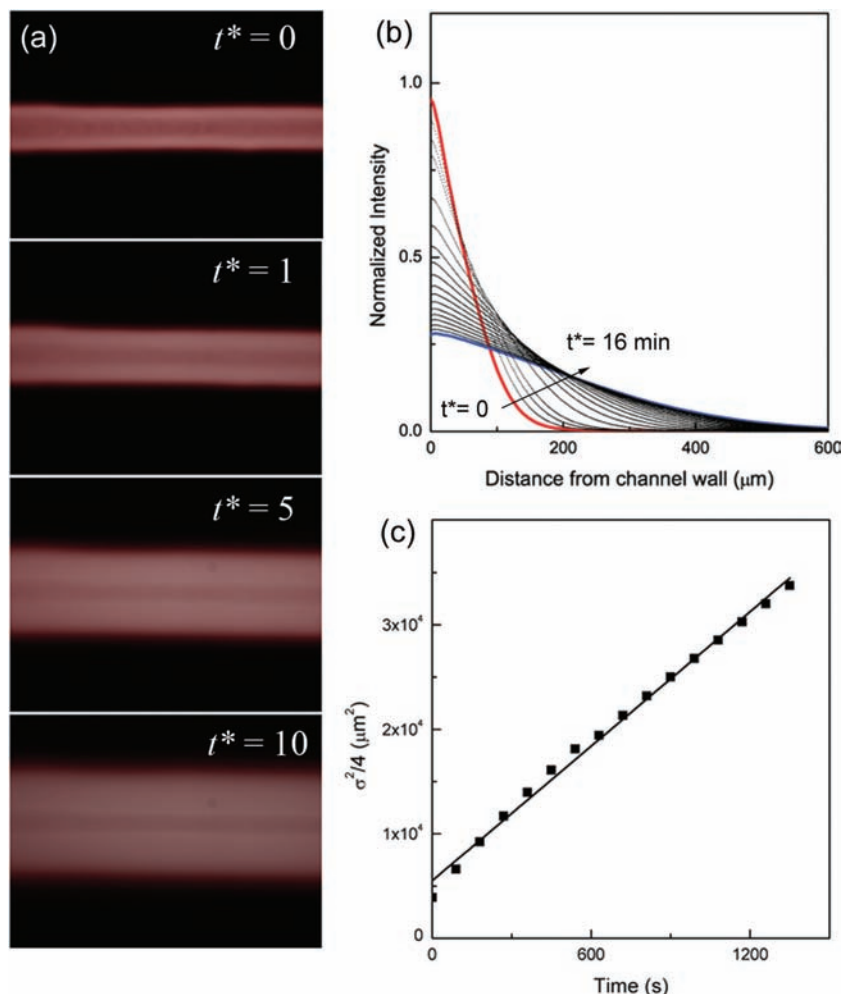 (a)
t* = 0
t* = 1
t* = 5
t* = 10
(b)
Normalized Intensity
1.0
0.5
0.0
t*= 16 min
t*= 0
0
200
400
600
Distance from channel wall (μm)
(c)
σ²/4 (μm²)
3x10⁴
2x10⁴
1x10⁴
0
0
600
1200
Time (s)